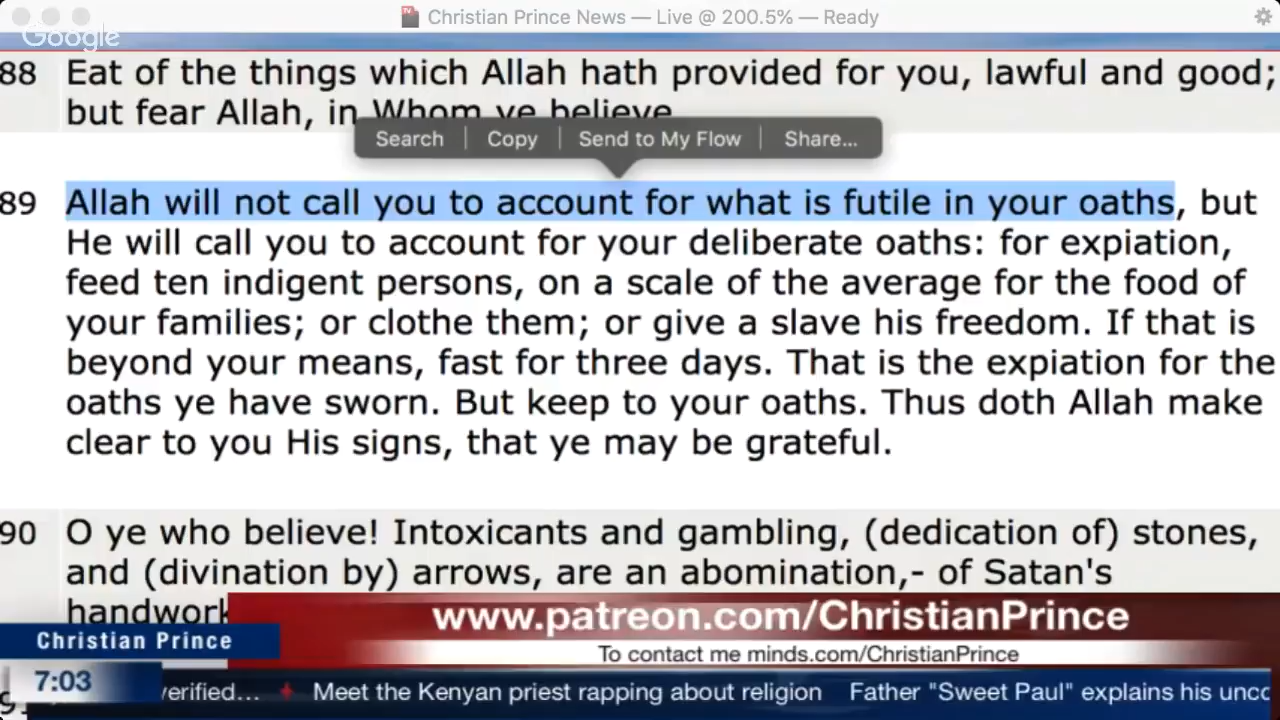 Christian Prince News — Live @ 200.5% — Ready
Google
88 Eat of the things which Allah hath provided for you, lawful and good;
but fear Allah, in Whom ye believe
Search Copy Send to My Flow Share...
89 Allah will not call you to account for what is futile in your oaths, but
He will call you to account for your deliberate oaths: for expiation,
feed ten indigent persons, on a scale of the average for the food of
your families; or clothe them; or give a slave his freedom. If that is
beyond your means, fast for three days. That is the expiation for the
oaths ye have sworn. But keep to your oaths. Thus doth Allah make
clear to you His signs, that ye may be grateful.
90 O ye who believe! Intoxicants and gambling, (dedication of) stones,
and (divination by) arrows, are an abomination,- of Satan's
handwork
www.patreon.com/ChristianPrince
Christian Prince
To contact me minds.com/ChristianPrince
7:03
verified... Meet the Kenyan priest rapping about religion Father "Sweet Paul" explains his